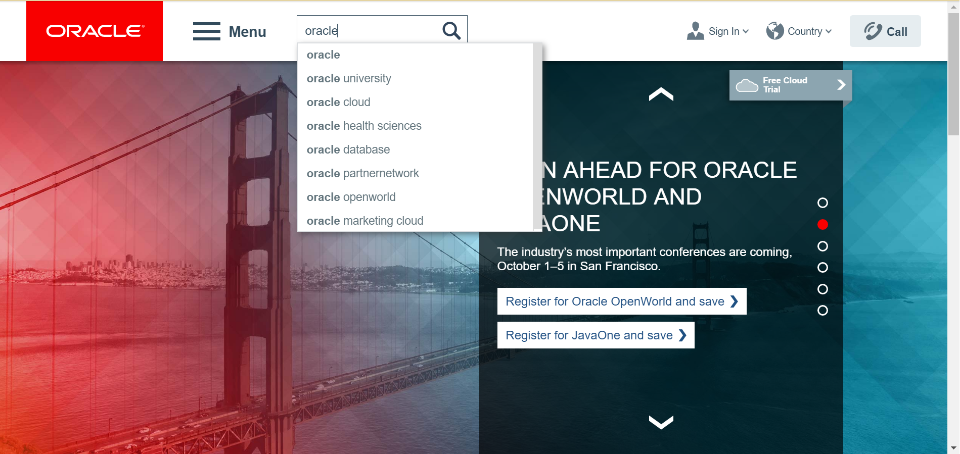 ORACLE
Menu
oracle
Sign In
Country
Call
oracle
oracle university
oracle cloud
oracle health sciences
oracle database
oracle partnernetwork
oracle openworld
oracle marketing cloud
Free Cloud
Trial
N AHEAD FOR ORACLE
ENWORLD AND
AONE
The industry's most important conferences are coming,
October 1–5 in San Francisco.
Register for Oracle OpenWorld and save
Register for JavaOne and save